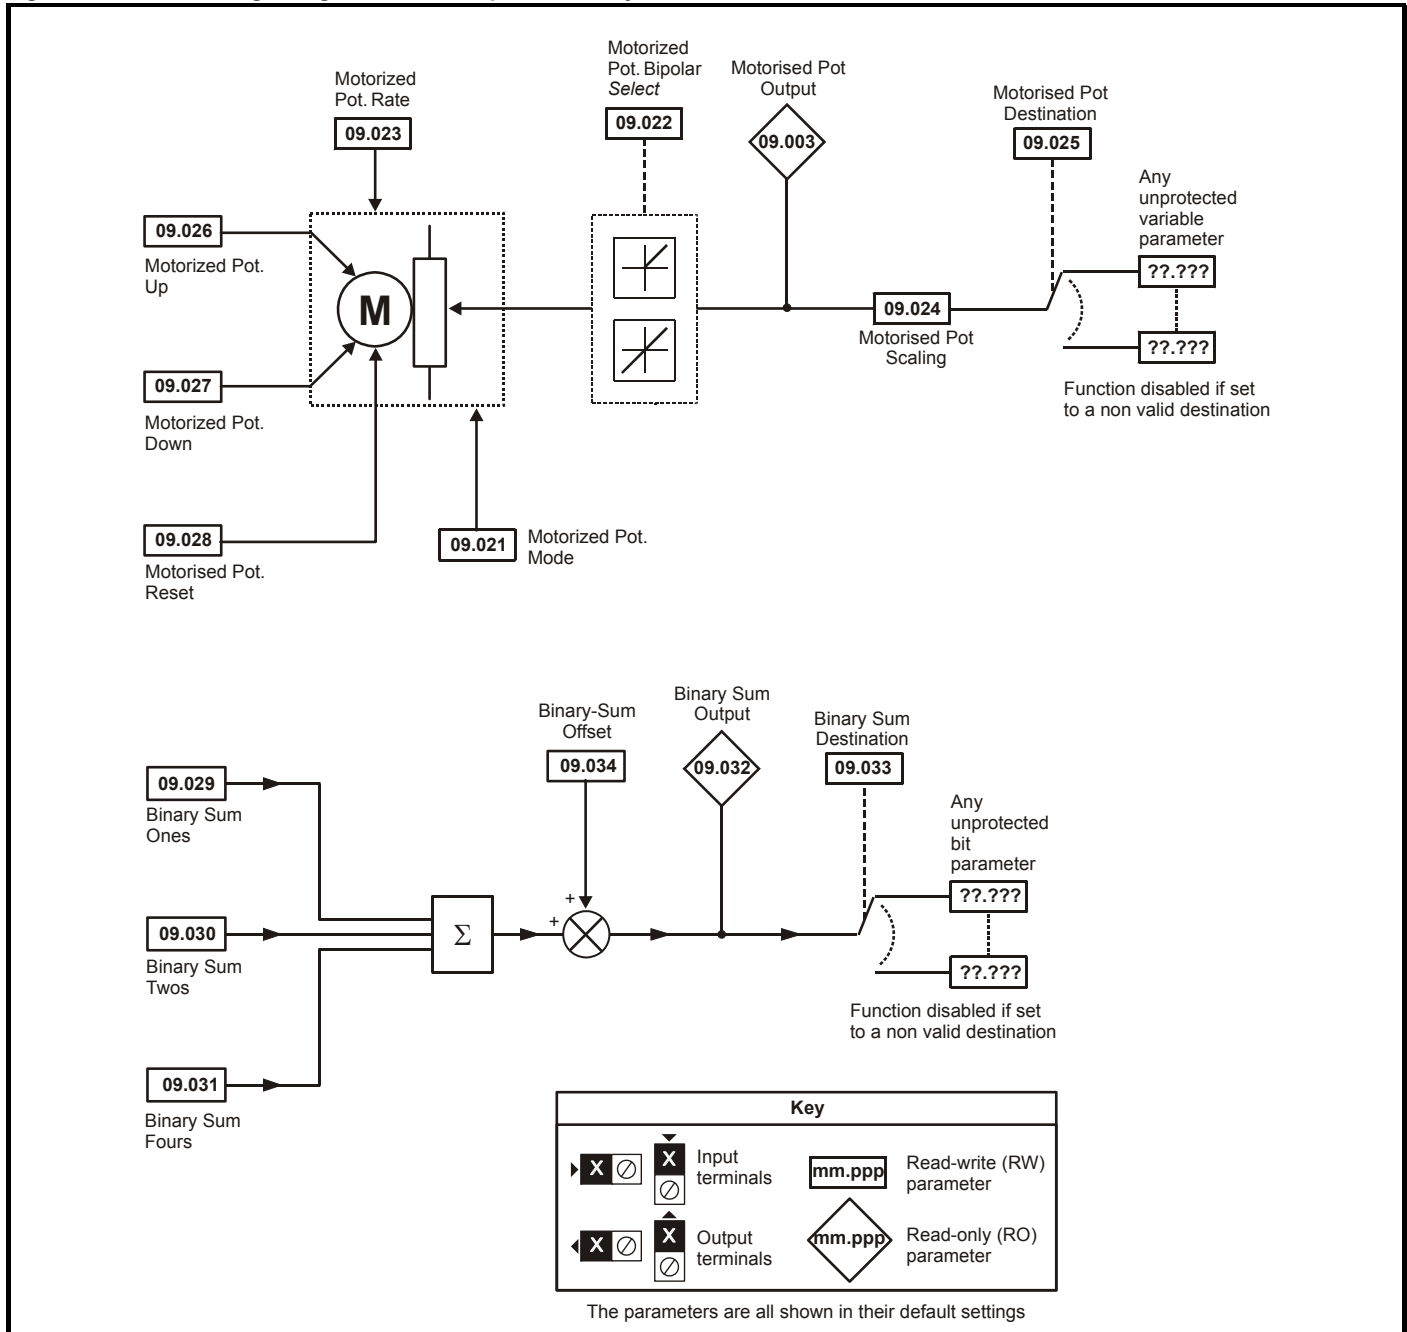 Motorized
Pot. Rate
09.023
Motorized
Pot. Bipolar
Select
09.022
Motorised Pot
Output
09.003
Motorised Pot
Destination
09.025
Any
unprotected
variable
parameter
??.???
??.???
Function disabled if set
to a non valid destination
09.026
Motorized Pot.
Up
M
09.024
Motorised Pot
Scaling
09.027
Motorized Pot.
Down
09.028
Motorised Pot.
Reset
09.021
Motorized Pot.
Mode
Binary-Sum
Offset
09.034
Binary Sum
Output
09.032
Binary Sum
Destination
09.033
09.029
Binary Sum
Ones
Any
unprotected
bit
parameter
??.???
??.???
Function disabled if set
to a non valid destination
09.030
Binary Sum
Twos
Σ
+
+
09.031
Binary Sum
Fours
Key
X
X
Input
terminals
mm.ppp
Read-write (RW)
parameter
X
X
Output
terminals
mm.ppp
Read-only (RO)
parameter
The parameters are all shown in their default settings